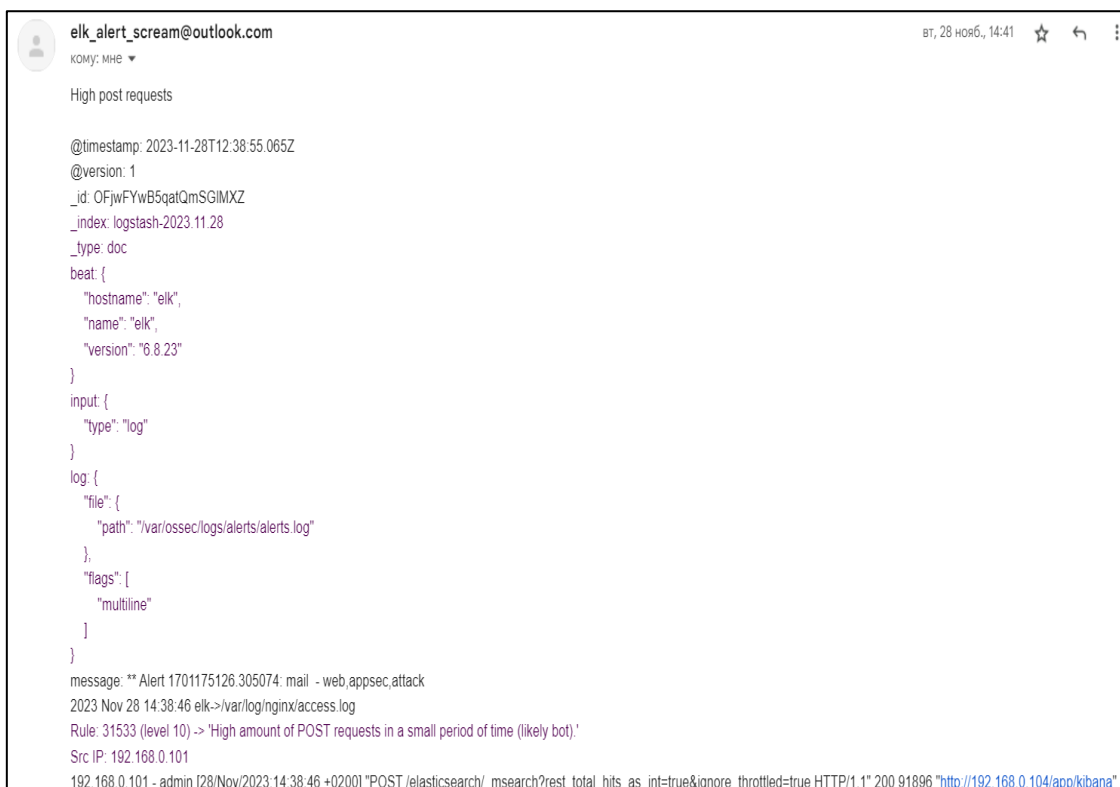 elk_alert_scream@outlook.com
вт, 28 нояб., 14:41
кому: мне
High post requests
@timestamp: 2023-11-28T12:38:55.065Z
@version: 1
_id: OFjwFYwB5qatQmSGlMXZ
_index: logstash-2023.11.28
_type: doc
beat: {
"hostname": "elk",
"name": "elk",
"version": "6.8.23"
}
input: {
"type": "log"
}
log: {
"file": {
"path": "/var/ossec/logs/alerts/alerts.log"
},
"flags": [
"multiline"
]
}
message: ** Alert 1701175126.305074: mail  - web,appsec,attack
2023 Nov 28 14:38:46 elk->/var/log/nginx/access.log
Rule: 31533 (level 10) -> 'High amount of POST requests in a small period of time (likely bot).'
Src IP: 192.168.0.101
192.168.0.101 - admin [28/Nov/2023:14:38:46 +0200] "POST /elasticsearch/_msearch?rest_total_hits_as_int=true&ignore_throttled=true HTTP/1.1" 200 91896 "http://192.168.0.104/app/kibana"